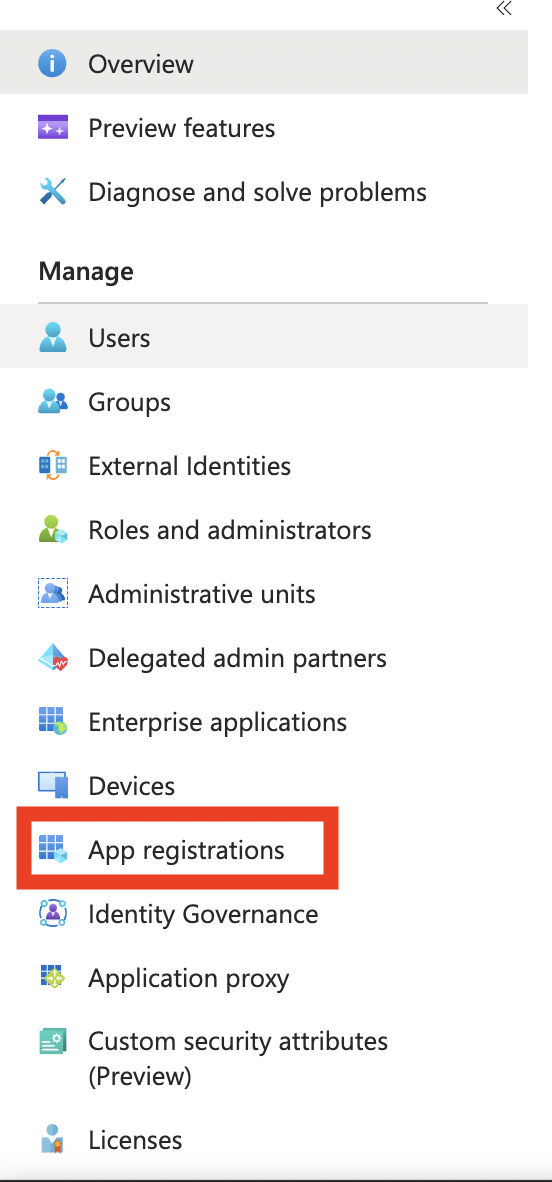 Overview
Preview features
Diagnose and solve problems
Manage
Users
Groups
External Identities
Roles and administrators
Administrative units
Delegated admin partners
Enterprise applications
Devices
App registrations
Identity Governance
Application proxy
Custom security attributes
(Preview)
Licenses